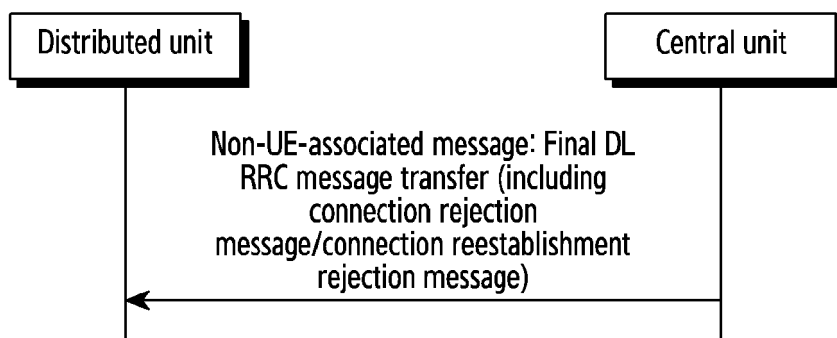 Distributed unit
Central unit
Non-UE-associated message: Final DL
RRC message transfer (including
connection rejection
message/connection reestablishment
rejection message)